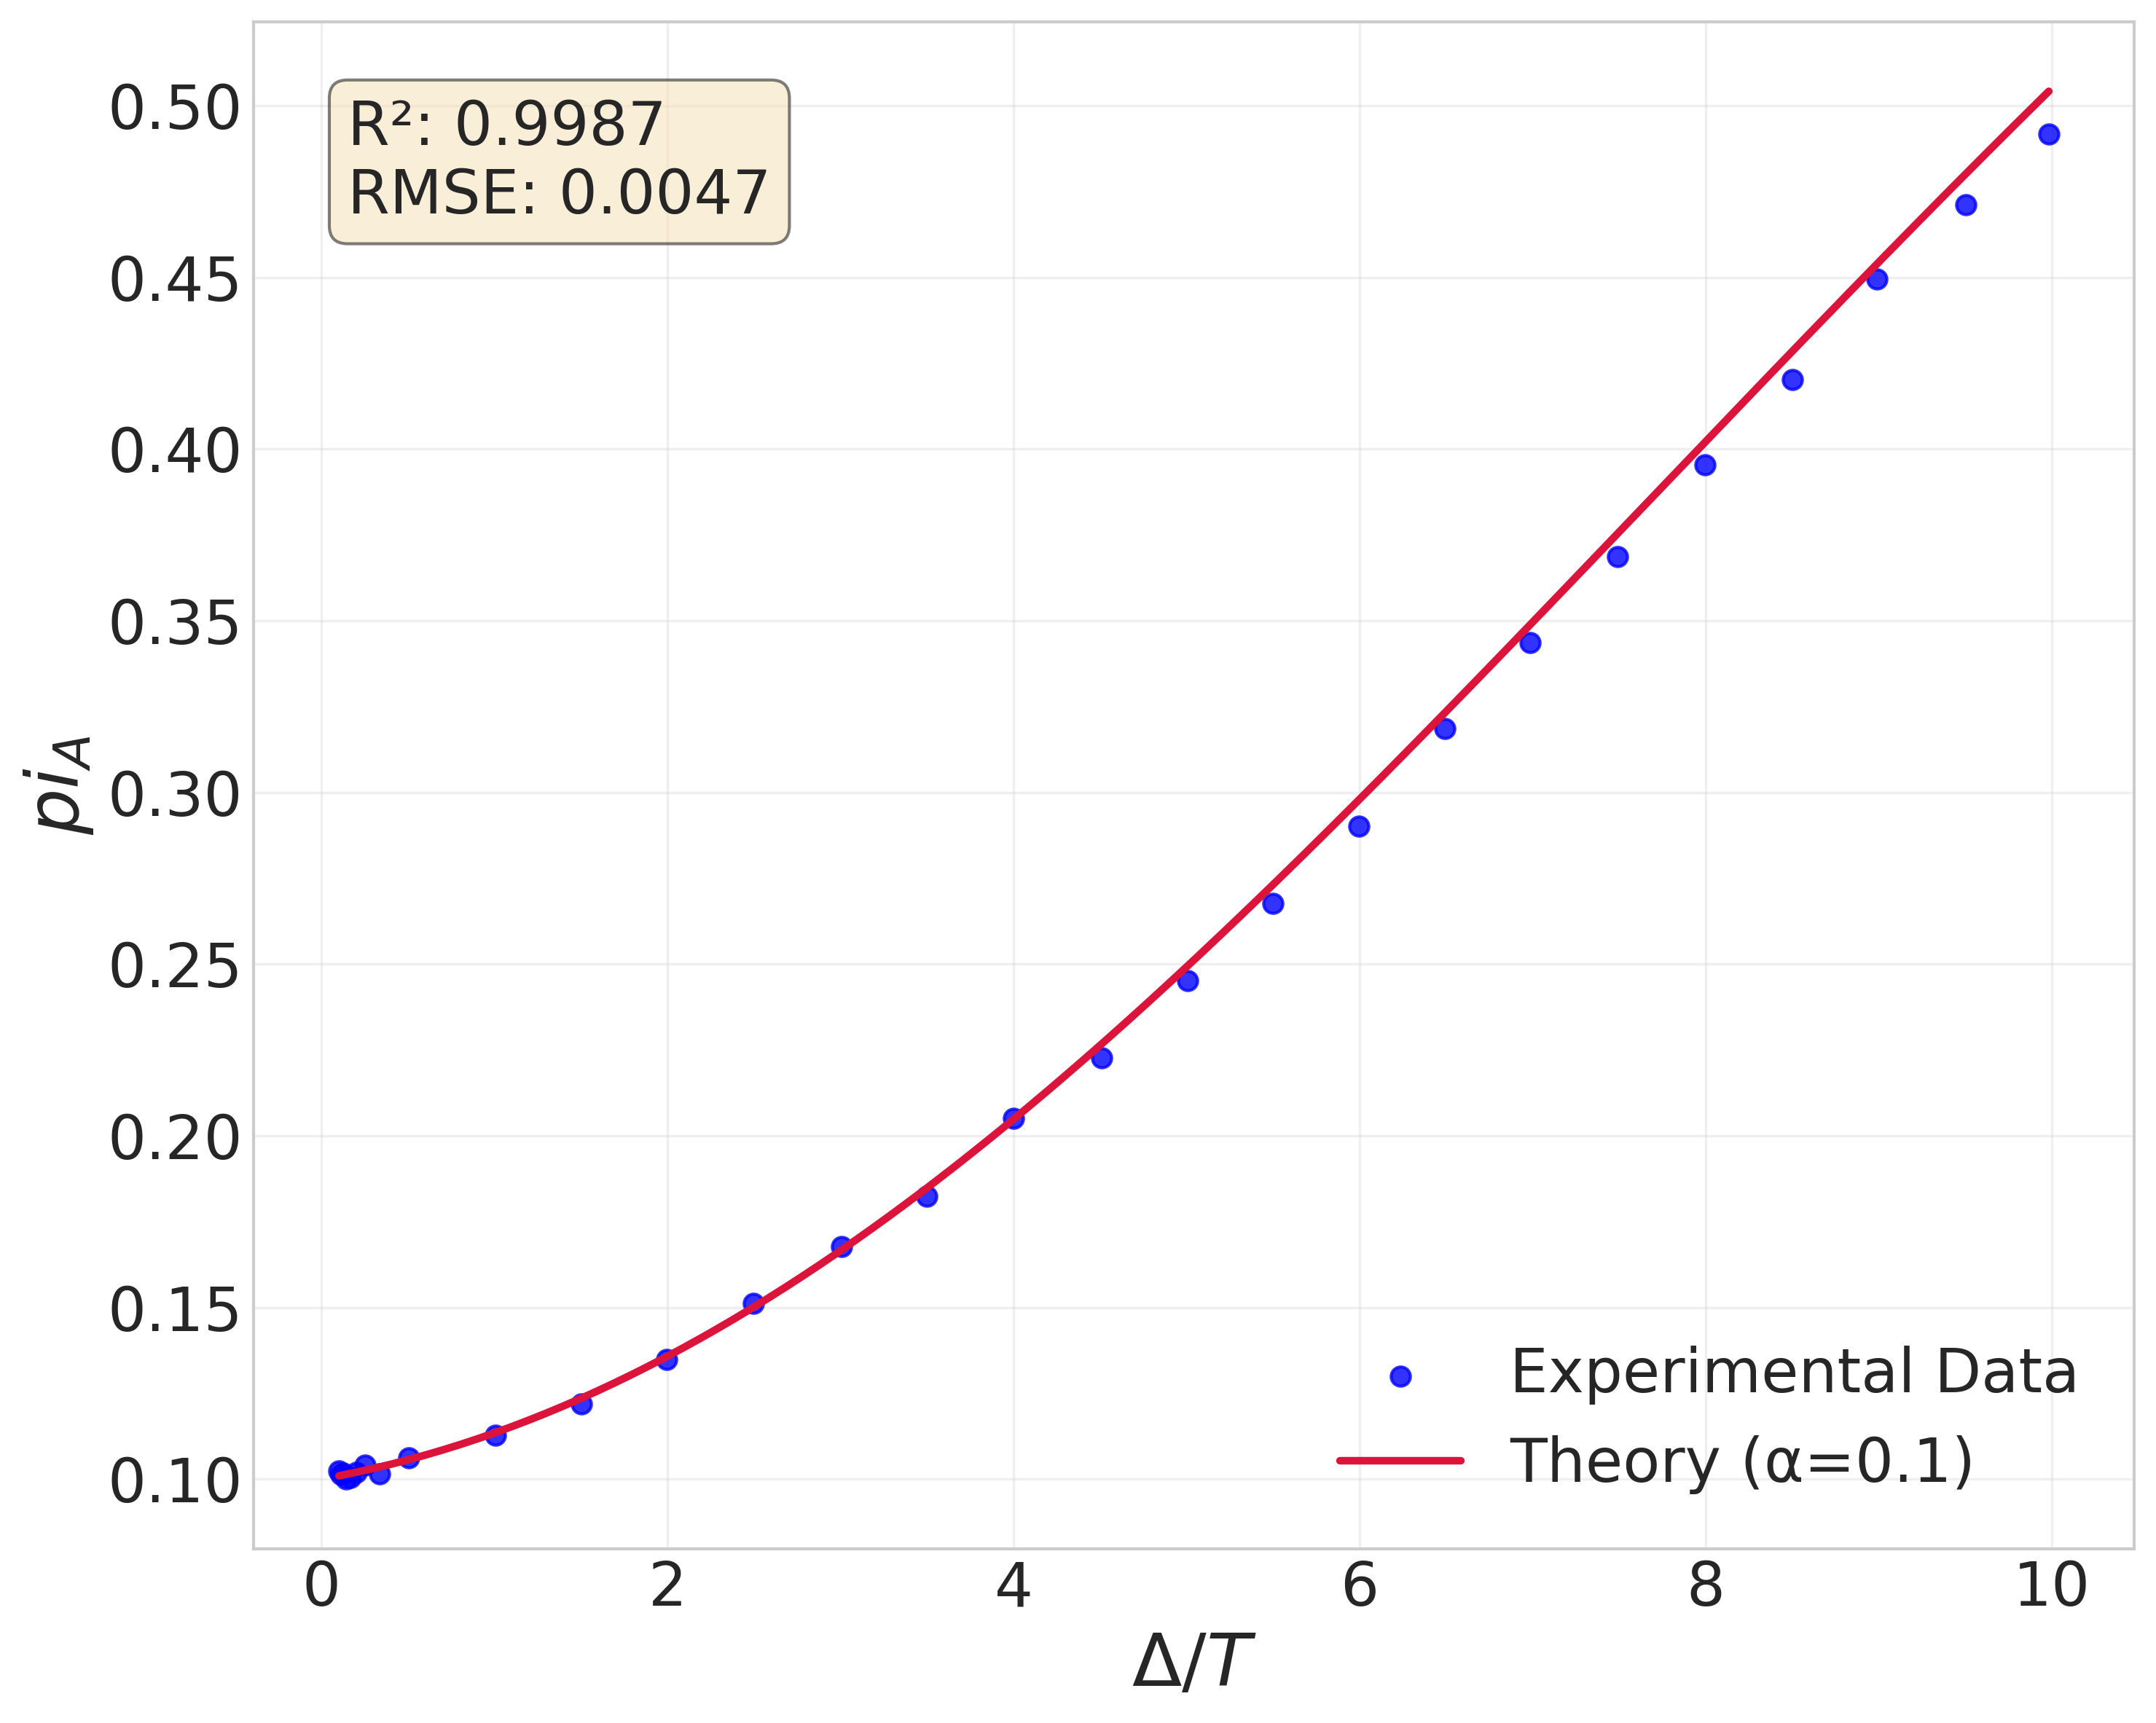 R²: 0.9987
RMSE: 0.0047
0.50
0.45
0.40
0.35
0.30
0.25
0.20
0.15
0.10
pi_A
Experimental Data
Theory (α=0.1)
0 2 4 6 8 10
Δ/T